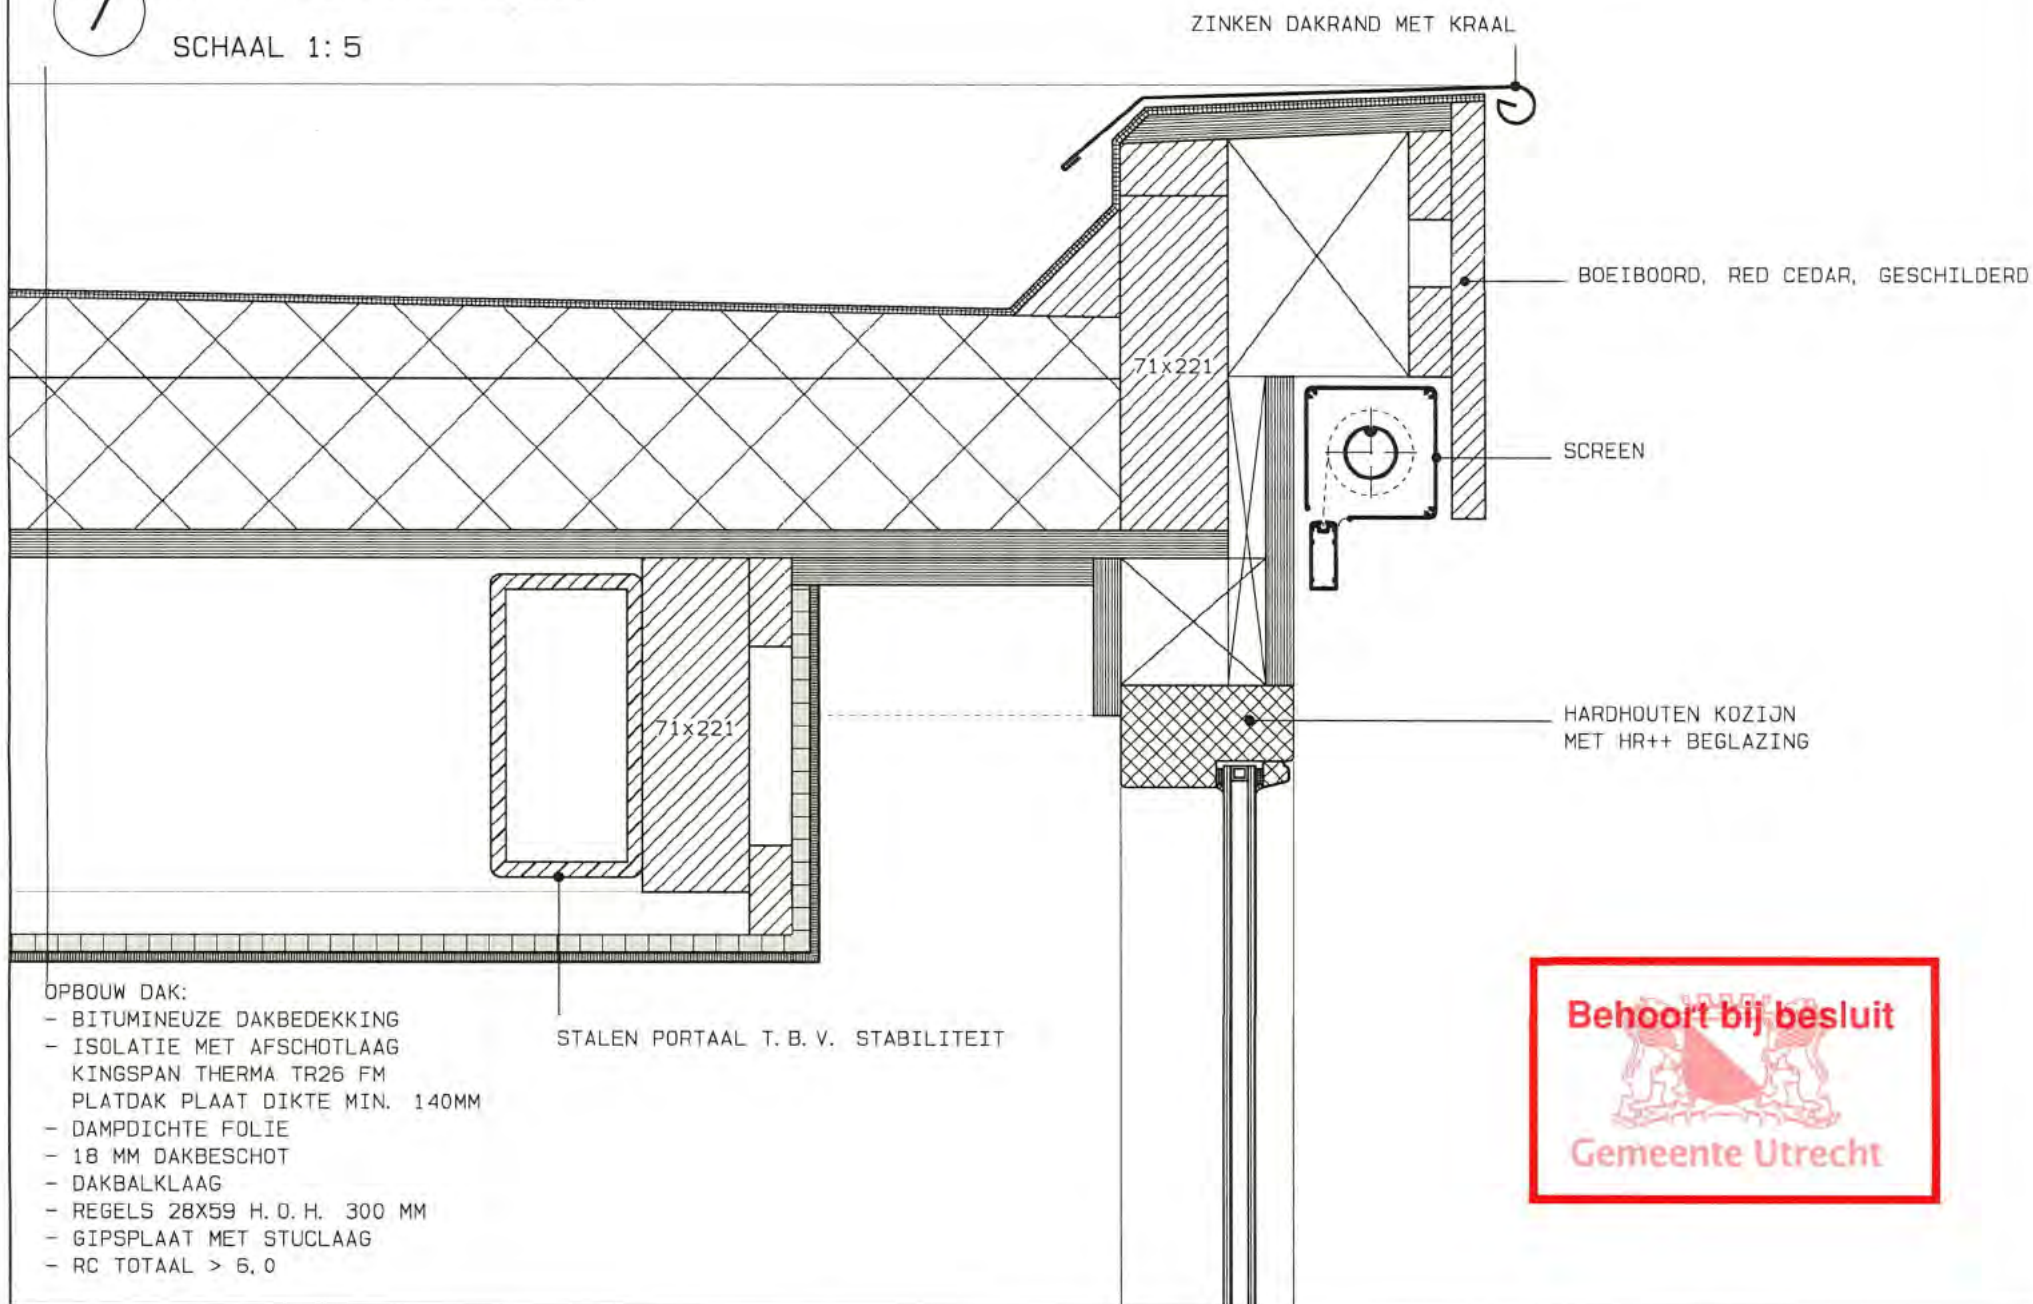 7
SCHAAL 1:5
ZINKEN DAKRAND MET KRAAL
BOEIBOORD, RED CEDAR, GESCHILDERD
71x221
SCREEN
71x221
HARDHOUTEN KOZIJN
MET HR++ BEGLAZING
OPBOUW DAK:
- BITUMINEUZE DAKBEDEKKING
- ISOLATIE MET AFSCHOTLAAG
KINGSPAN THERMA TR26 FM
PLATDAK PLAAT DIKTE MIN. 140MM
- DAMPDICHTE FOLIE
- 18 MM DAKBESCHOT
- DAKBALKLAAG
- REGELS 28X59 H.O.H. 300 MM
- GIPSPLAAT MET STUCLAAG
- RC TOTAAL > 6,0
STALEN PORTAAL T.B.V. STABILITEIT
Behoort bij besluit
Gemeente Utrecht